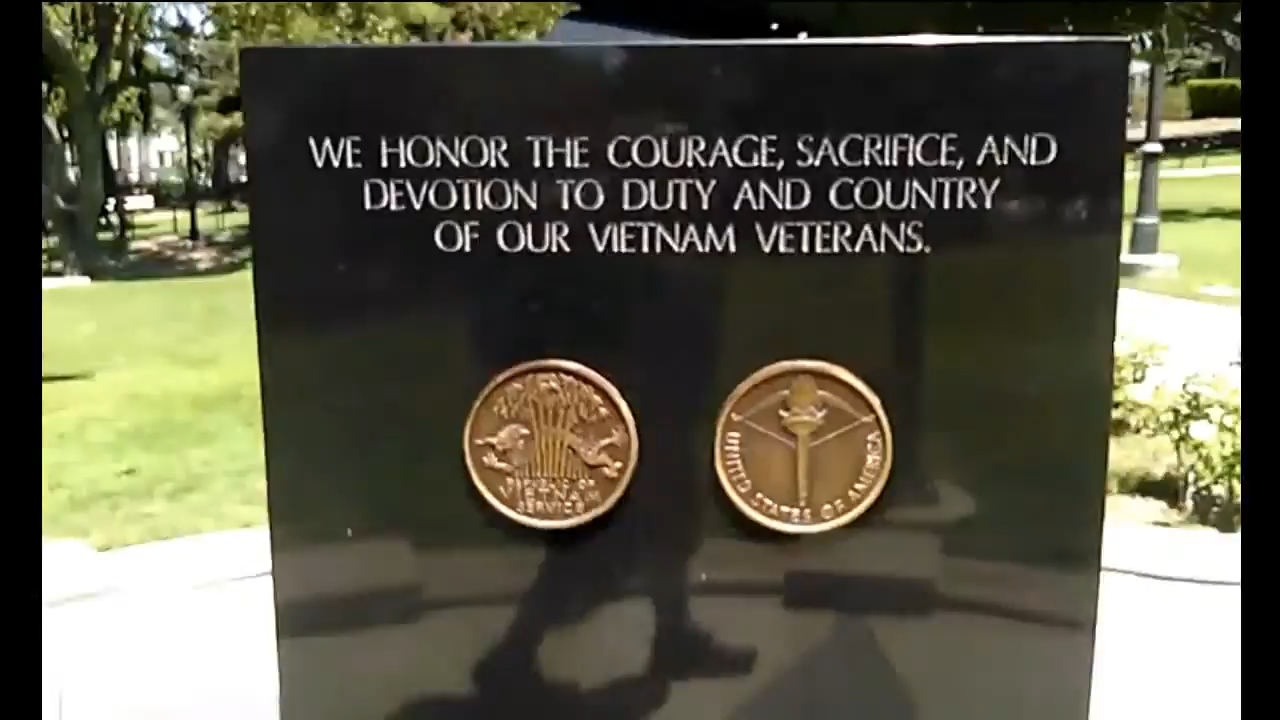 WE HONOR THE COURAGE, SACRIFICE, AND
DEVOTION TO DUTY AND COUNTRY
OF OUR VIETNAM VETERANS.
REPUBLIC OF
VIETNAM
SERVICE
UNITED STATES OF AMERICA